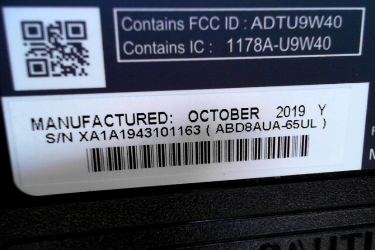 Contains FCC ID : ADTU9W40
Contains IC : 1178A-U9W40
MANUFACTURED: OCTOBER 2019 Y
S/N XA1A1943101163 ( ABD8AUA-65UL )